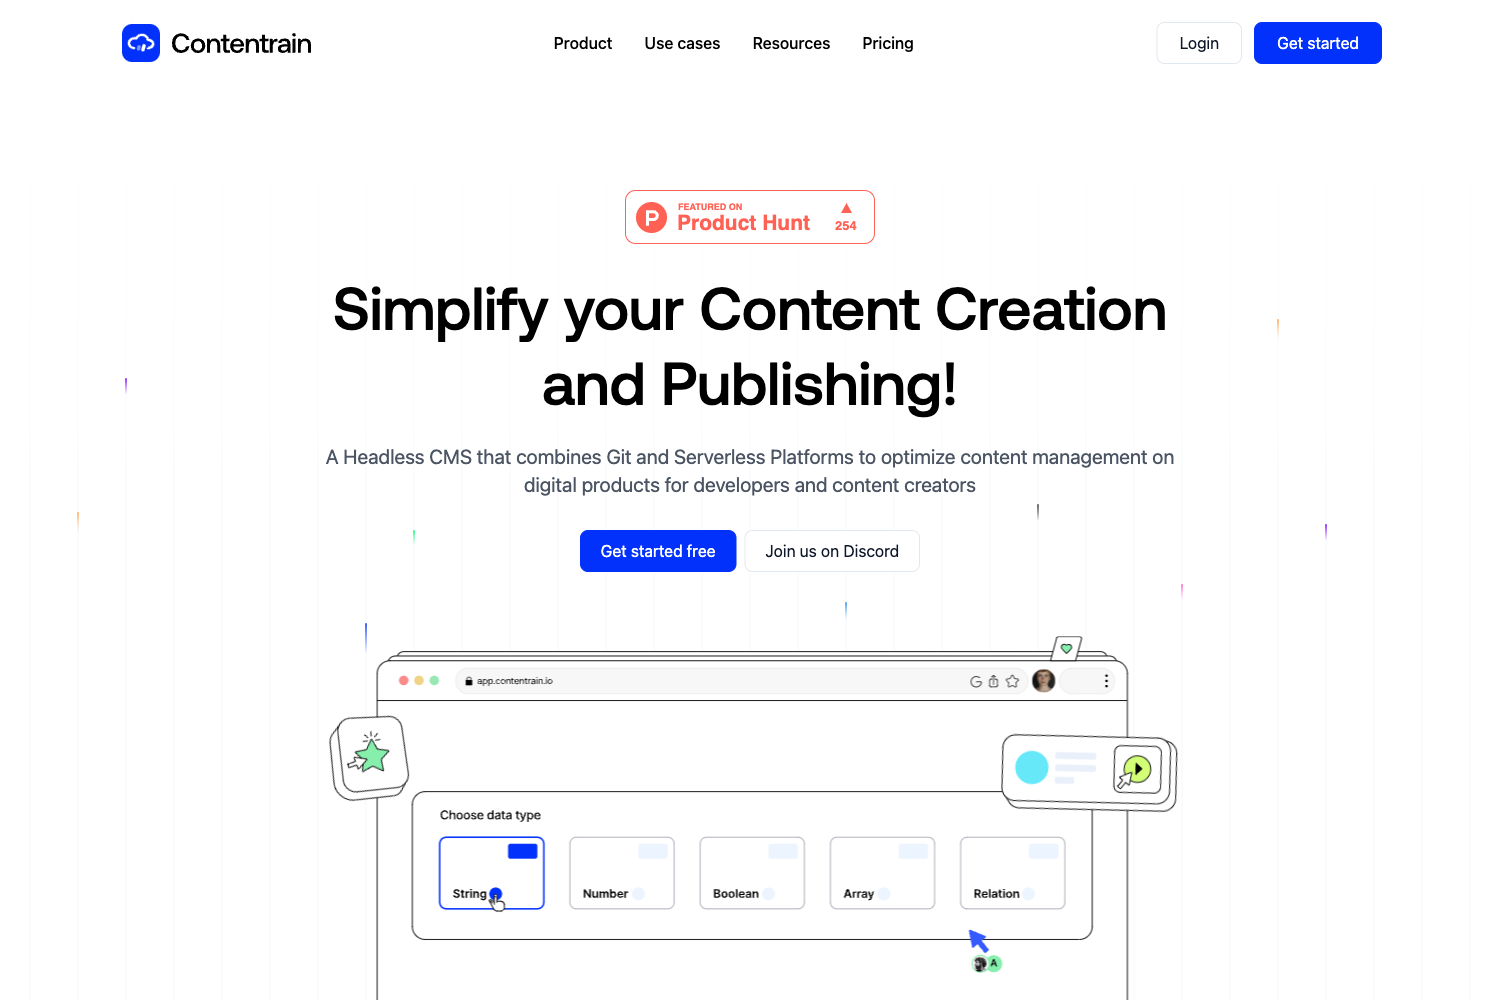 Contentrain
Product
Use cases
Resources
Pricing
Login
Get started
P
FEATURED ON
Product Hunt
254
Simplify your Content Creation
and Publishing!
A Headless CMS that combines Git and Serverless Platforms to optimize content management on
digital products for developers and content creators
Get started free
Join us on Discord
app.contentrain.io
G
Choose data type
String
Number
Boolean
Array
Relation
A